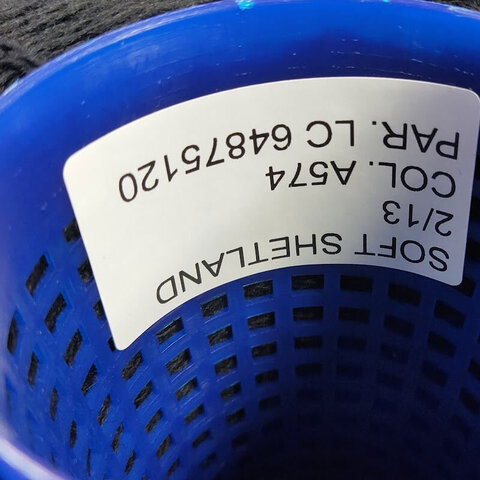 SOFT SHETLAND
2/13
COL. A574
PAR. LC 64875120